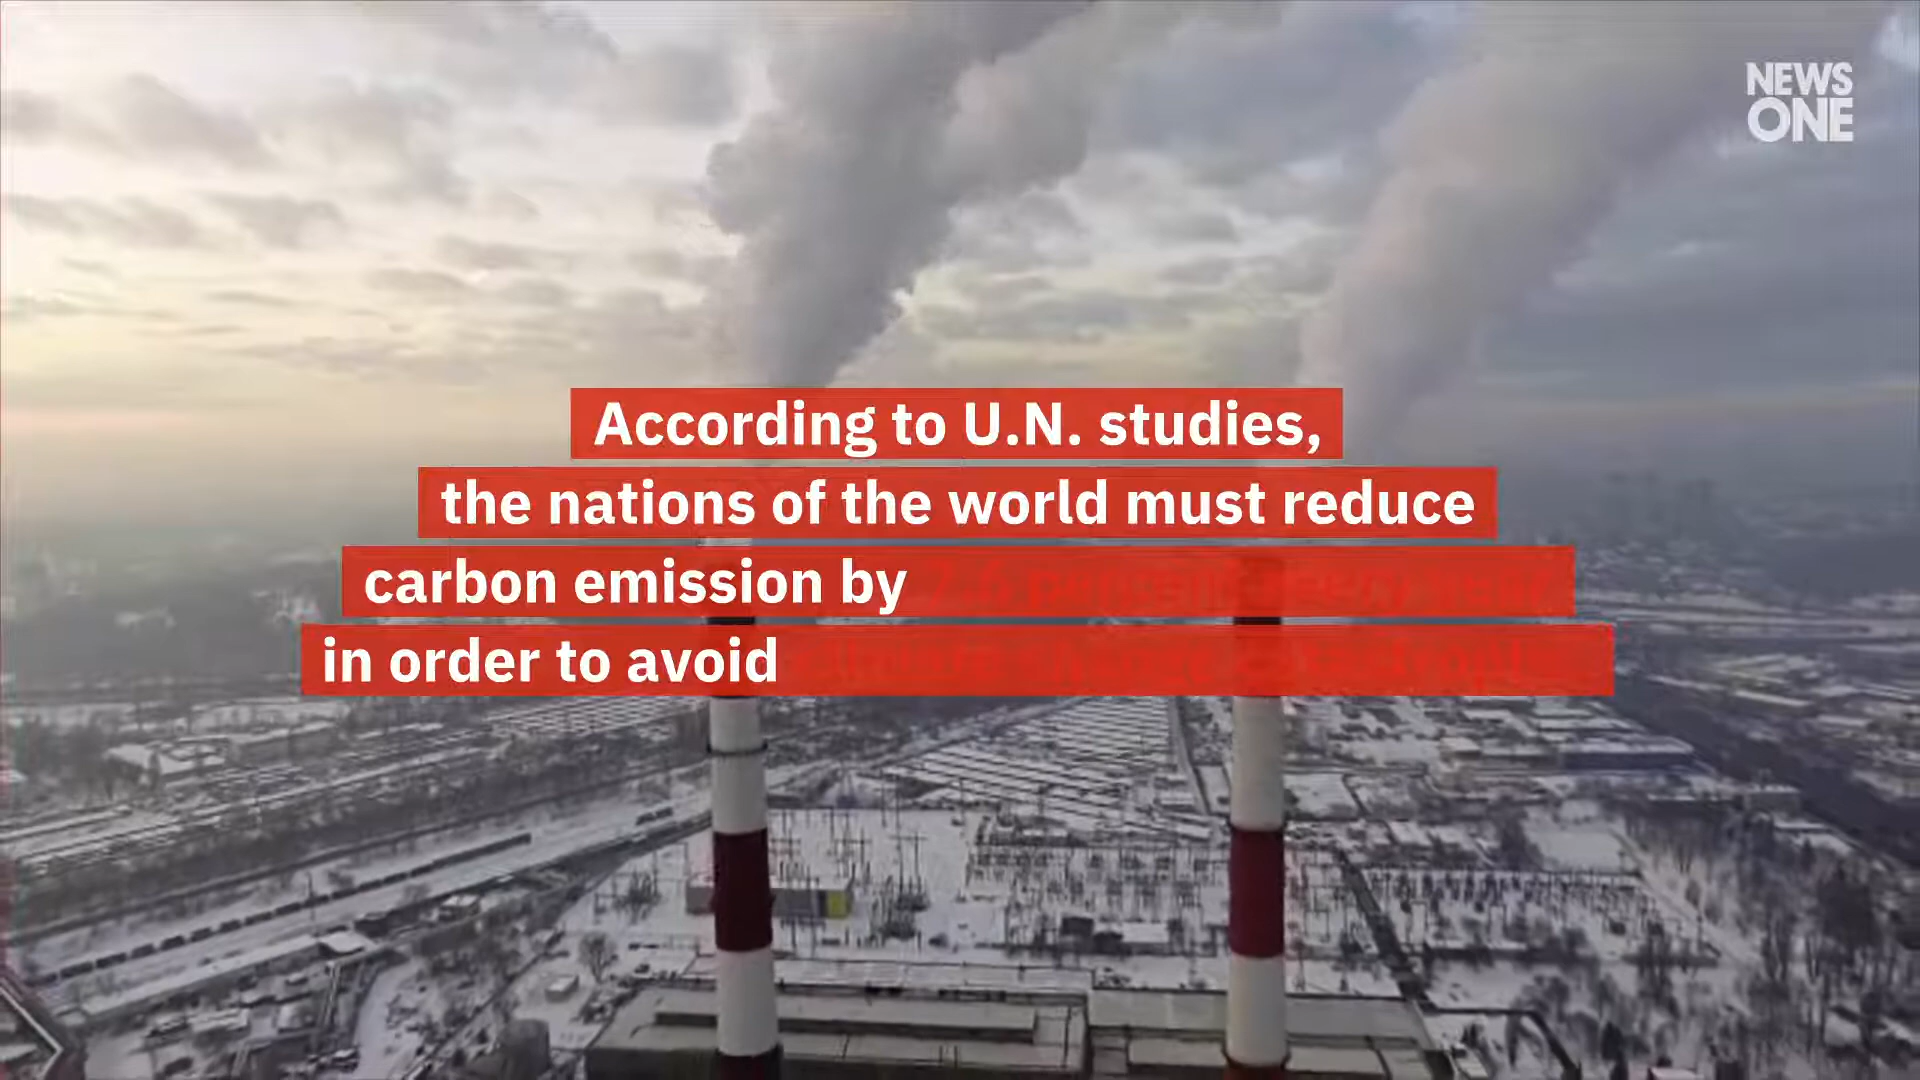 NEWS
ONE
According to U.N. studies,
the nations of the world must reduce
carbon emission by
in order to avoid